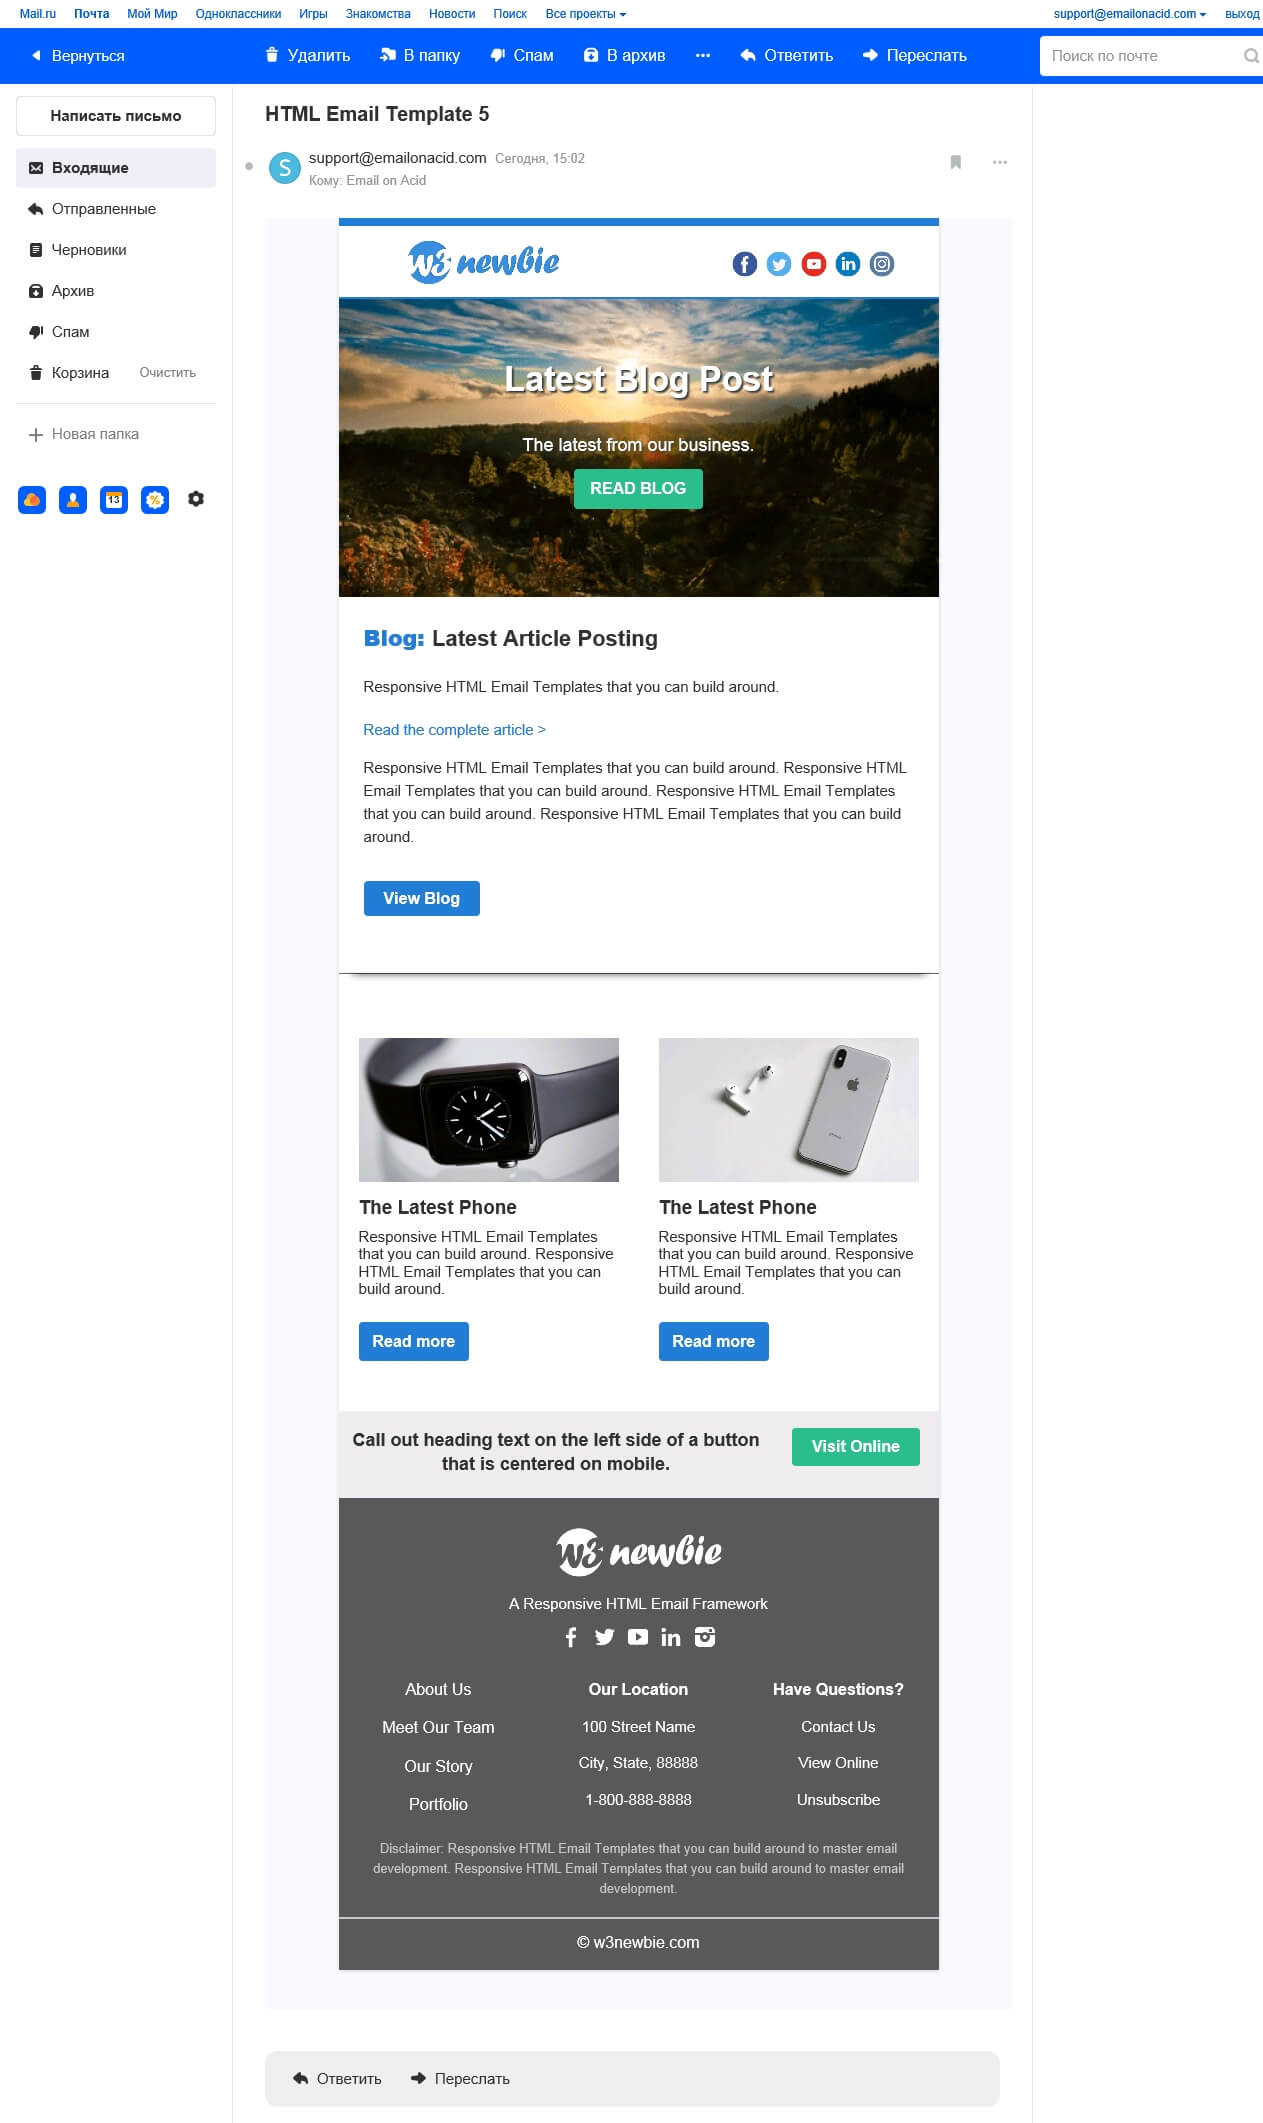 Mail.ru Почта Мой Мир Одноклассники Игры Знакомства Новости Поиск Все проекты support@emailonacid.com выход
Вернуться Удалить В папку Спам В архив Ответить Переслать Поиск по почте
Написать письмо
Входящие
Отправленные
Черновики
Архив
Спам
Корзина Очистить
Новая папка
13
%
HTML Email Template 5
S
support@emailonacid.com Сегодня, 15:02
Кому: Email on Acid
w3 newbie
Latest Blog Post
The latest from our business.
READ BLOG
Blog: Latest Article Posting
Responsive HTML Email Templates that you can build around.
Read the complete article >
Responsive HTML Email Templates that you can build around. Responsive HTML
Email Templates that you can build around. Responsive HTML Email Templates
that you can build around. Responsive HTML Email Templates that you can build
around.
View Blog
The Latest Phone
Responsive HTML Email Templates
that you can build around. Responsive
HTML Email Templates that you can
build around.
Read more
The Latest Phone
Responsive HTML Email Templates
that you can build around. Responsive
HTML Email Templates that you can
build around.
Read more
Call out heading text on the left side of a button
that is centered on mobile.
Visit Online
w3 newbie
A Responsive HTML Email Framework
About Us
Meet Our Team
Our Story
Portfolio
Our Location
100 Street Name
City, State, 88888
1-800-888-8888
Have Questions?
Contact Us
View Online
Unsubscribe
Disclaimer: Responsive HTML Email Templates that you can build around to master email
development. Responsive HTML Email Templates that you can build around to master email
development.
© w3newbie.com
Ответить Переслать